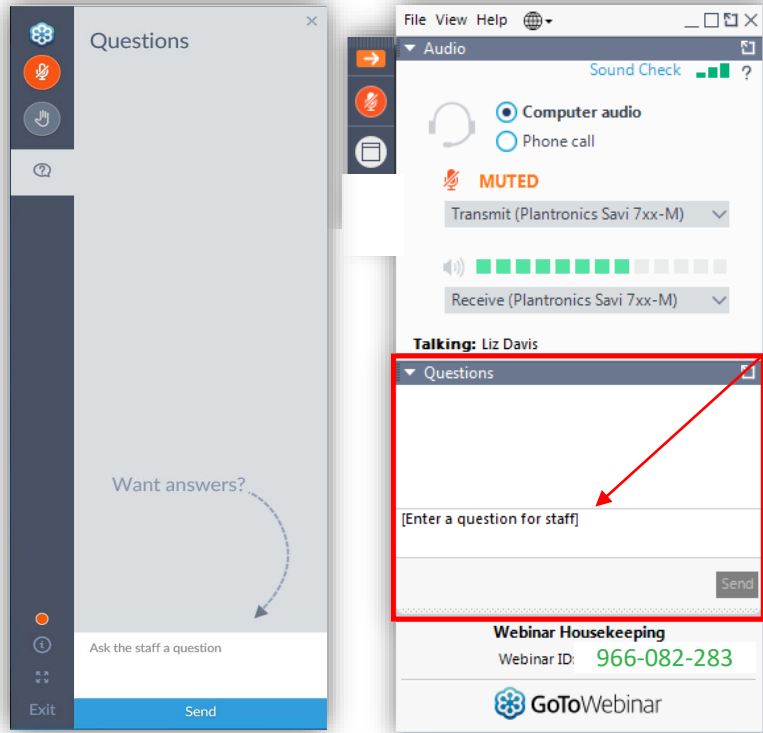 Questions
Want answers?
Ask the staff a question
Exit
Send
File View Help
Audio
Sound Check
?
Computer audio
Phone call
MUTED
Transmit (Plantronics Savi 7xx-M)
Receive (Plantronics Savi 7xx-M)
Talking: Liz Davis
Questions
[Enter a question for staff]
Send
Webinar Housekeeping
Webinar ID: 966-082-283
GoToWebinar